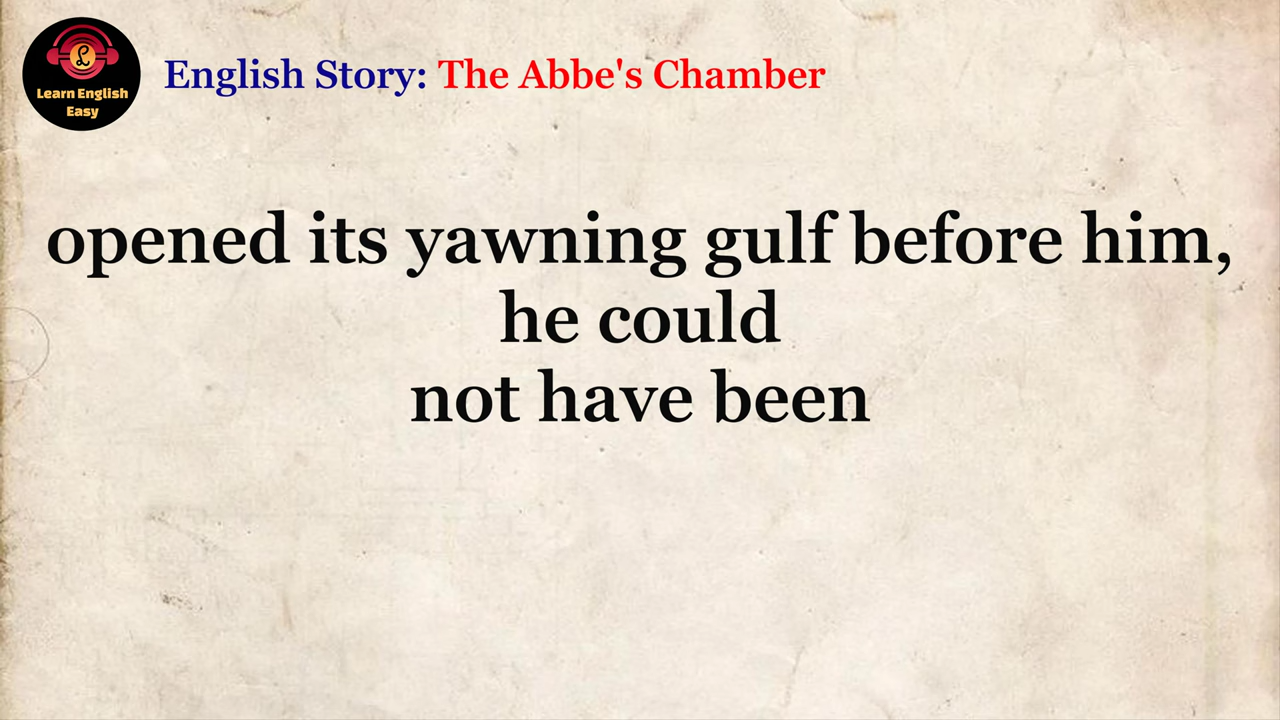 Learn English
Easy
English Story: The Abbe's Chamber
opened its yawning gulf before him,
he could
not have been